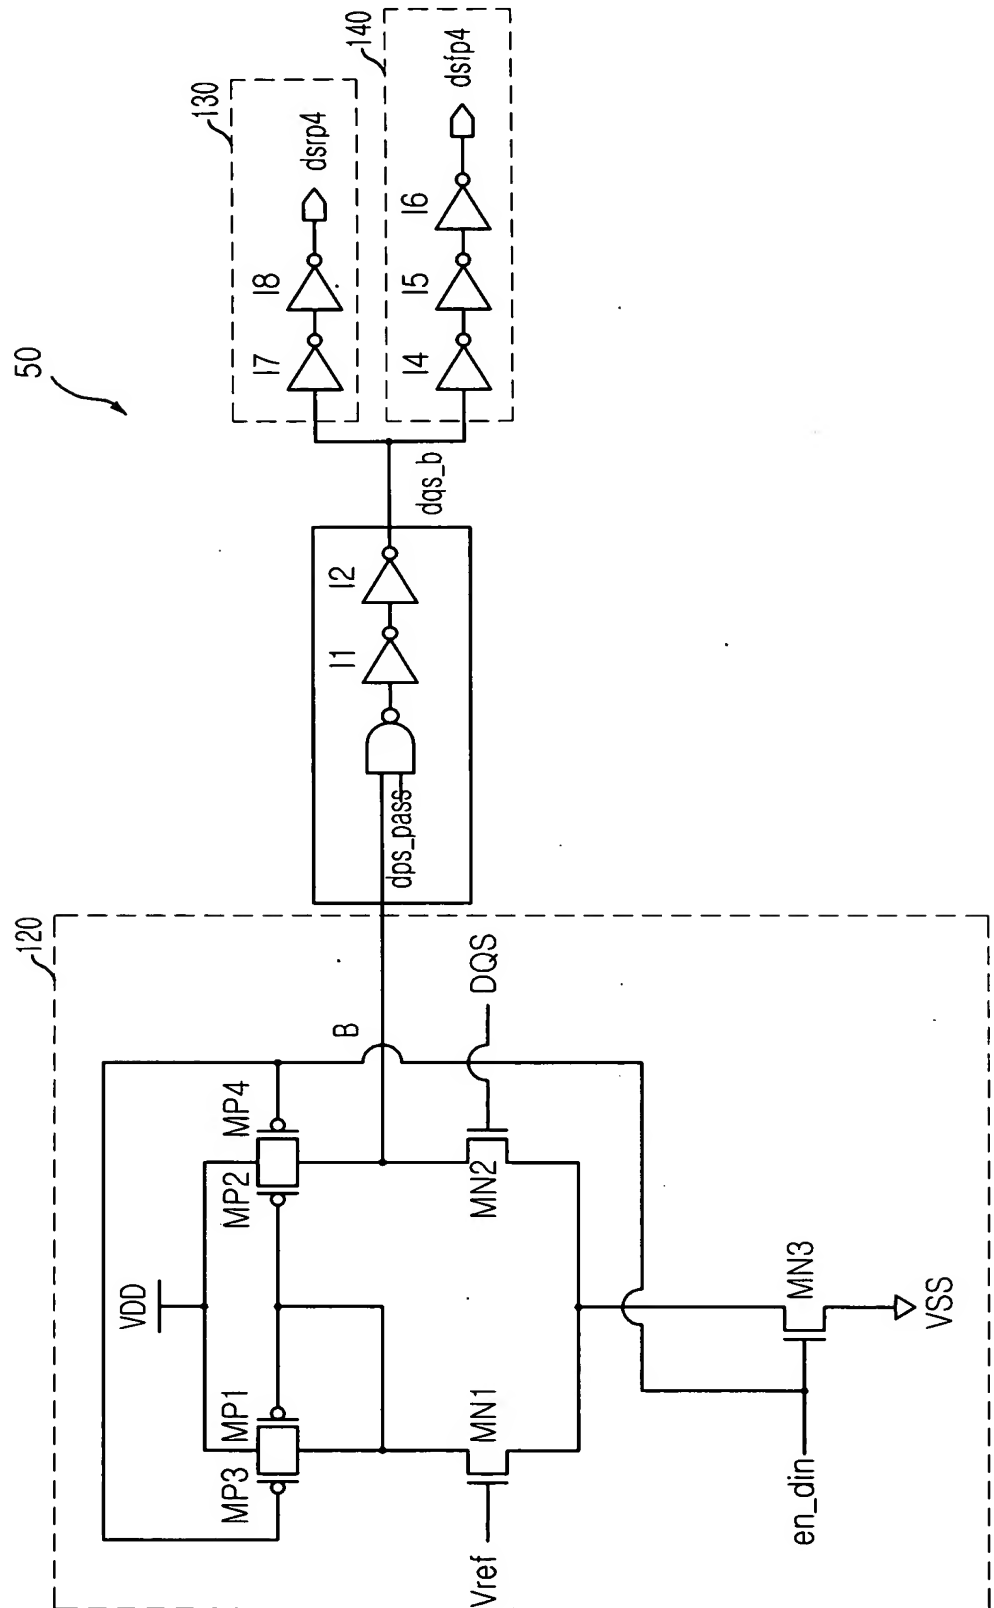 50
120
VDD
MP3
MP1
MP2
MP4
B
Vref
MN1
MN2
DQS
en_din
MN3
VSS
dps_pass
I1
I2
dqs_b
130
I7
I8
dsrp4
140
I4
I5
I6
dsfp4